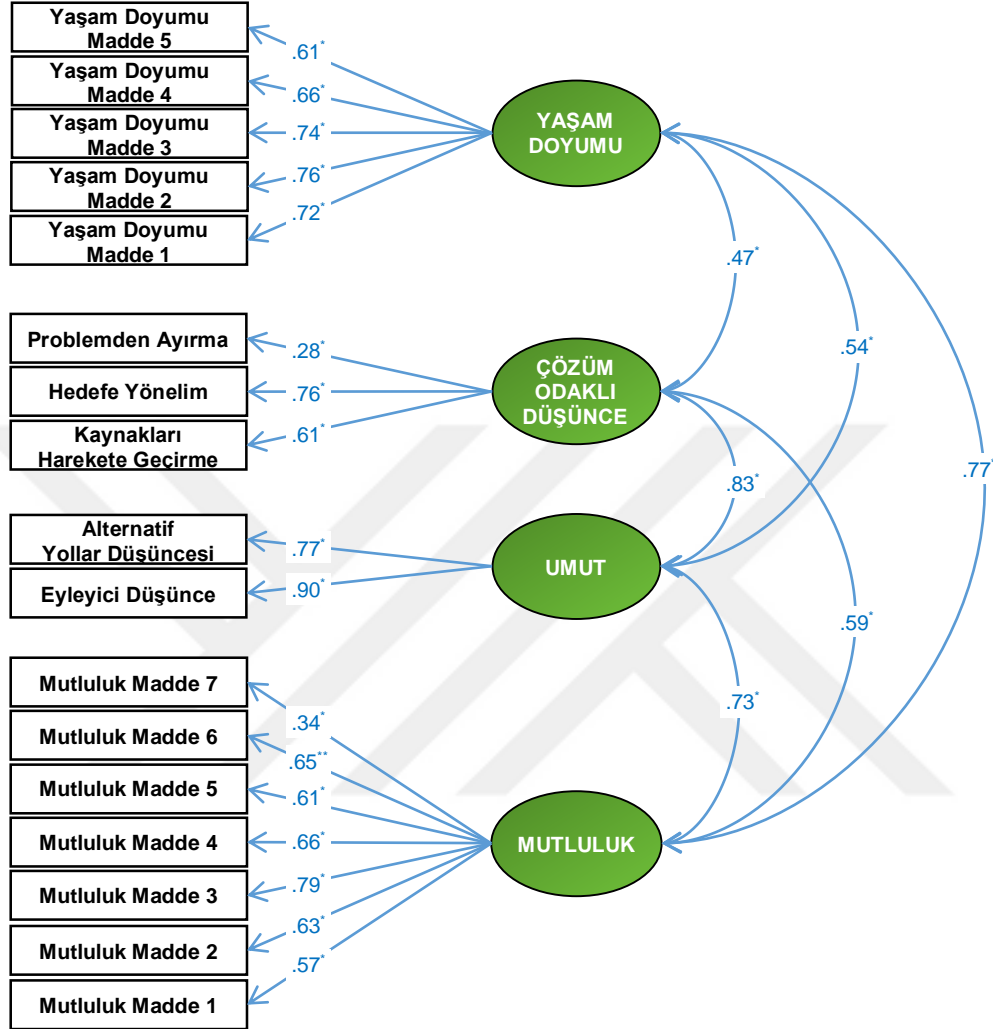 Yaşam Doyumu
Madde 5
Yaşam Doyumu
Madde 4
Yaşam Doyumu
Madde 3
Yaşam Doyumu
Madde 2
Yaşam Doyumu
Madde 1
.61*
.66*
.74*
.76*
.72*
YAŞAM
DOYUMU
Problemden Ayırma
Hedefe Yönelim
Kaynakları
Harekete Geçirme
.28*
.76*
.61*
ÇÖZÜM
ODAKLI
DÜŞÜNCE
Alternatif
Yollar Düşüncesi
Eyleyici Düşünce
.77*
.90*
UMUT
Mutluluk Madde 7
Mutluluk Madde 6
Mutluluk Madde 5
Mutluluk Madde 4
Mutluluk Madde 3
Mutluluk Madde 2
Mutluluk Madde 1
.34*
.65**
.61*
.66*
.79*
.63*
.57*
MUTLULUK
.47*
.54*
.77*
.83*
.59*
.73*